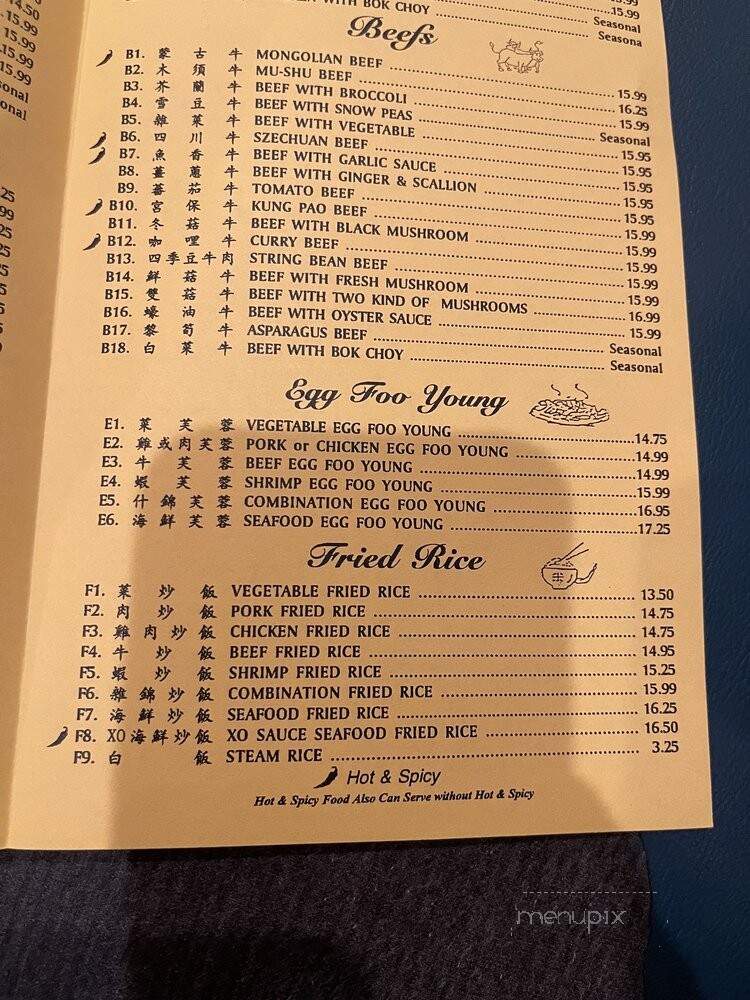 14.50
15.99
15.99
15.99
15.99
WITH BOK CHOY
15.99
Seasonal
Seasona
Beefs
B1. 蒙古牛 MONGOLIAN BEEF 15.99
B2. 木須牛 MU-SHU BEEF 16.25
B3. 芥蘭牛 BEEF WITH BROCCOLI 15.99
B4. 雪豆牛 BEEF WITH SNOW PEAS Seasonal
B5. 雜菜牛 BEEF WITH VEGETABLE 15.95
B6. 四川牛 SZECHUAN BEEF 15.95
B7. 魚香牛 BEEF WITH GARLIC SAUCE 15.95
B8. 薑蔥牛 BEEF WITH GINGER & SCALLION 15.95
B9. 蕃茄牛 TOMATO BEEF 15.95
B10. 宮保牛 KUNG PAO BEEF 15.99
B11. 冬菇牛 BEEF WITH BLACK MUSHROOM 15.99
B12. 咖哩牛 CURRY BEEF 15.99
B13. 四季豆牛肉 STRING BEAN BEEF 15.99
B14. 鮮菇牛 BEEF WITH FRESH MUSHROOM 15.99
B15. 雙菇牛 BEEF WITH TWO KIND OF MUSHROOMS 16.99
B16. 蠔油牛 BEEF WITH OYSTER SAUCE 15.99
B17. 黎筍牛 ASPARAGUS BEEF Seasonal
B18. 白菜牛 BEEF WITH BOK CHOY Seasonal
Egg Foo Young
E1. 菜芙蓉 VEGETABLE EGG FOO YOUNG 14.75
E2. 雞或肉芙蓉 PORK or CHICKEN EGG FOO YOUNG 14.99
E3. 牛芙蓉 BEEF EGG FOO YOUNG 14.99
E4. 蝦芙蓉 SHRIMP EGG FOO YOUNG 15.99
E5. 什錦芙蓉 COMBINATION EGG FOO YOUNG 16.95
E6. 海鮮芙蓉 SEAFOOD EGG FOO YOUNG 17.25
Fried Rice
F1. 菜炒飯 VEGETABLE FRIED RICE 13.50
F2. 肉炒飯 PORK FRIED RICE 14.75
F3. 雞肉炒飯 CHICKEN FRIED RICE 14.75
F4. 牛炒飯 BEEF FRIED RICE 14.95
F5. 蝦炒飯 SHRIMP FRIED RICE 15.25
F6. 雜錦炒飯 COMBINATION FRIED RICE 15.99
F7. 海鮮炒飯 SEAFOOD FRIED RICE 16.25
F8. XO海鮮炒飯 XO SAUCE SEAFOOD FRIED RICE 16.50
F9. 白飯 STEAM RICE 3.25
Hot & Spicy
Hot & Spicy Food Also Can Serve without Hot & Spicy
menupix